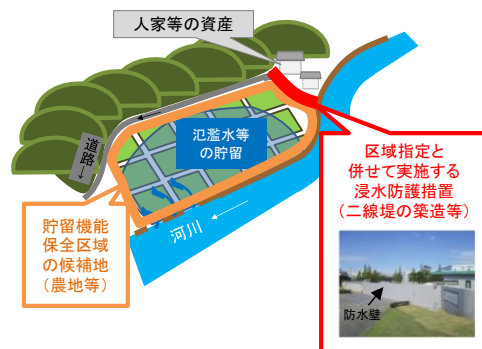 人家等の資産
氾濫水等
の貯留
道路→
河川
貯留機能
保全区域
の候補地
(農地等)
区域指定と
併せて実施する
浸水防護措置
(二線堤の築造等)
防水壁